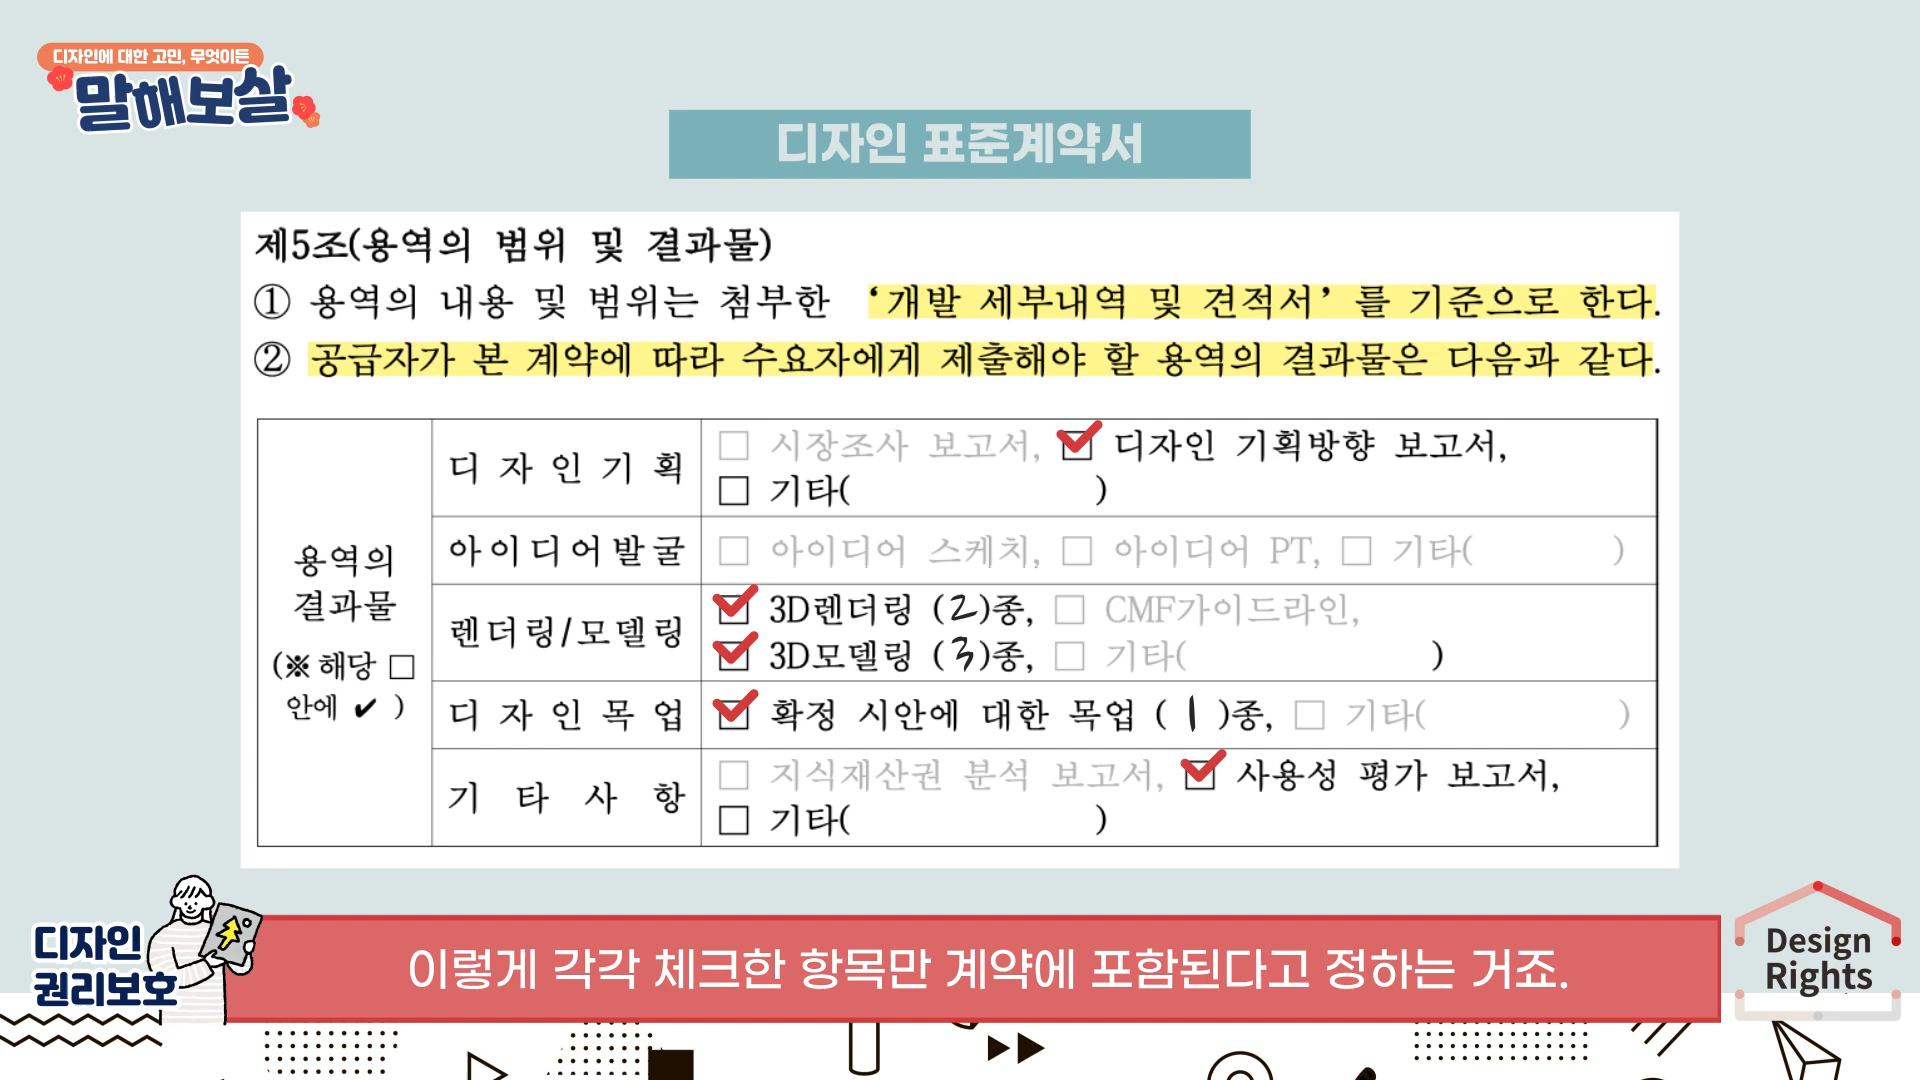 디자인에 대한 고민, 무엇이든
말해보살
디자인 표준계약서
제5조(용역의 범위 및 결과물)
① 용역의 내용 및 범위는 첨부한 ‘개발 세부내역 및 견적서’를 기준으로 한다.
② 공급자가 본 계약에 따라 수요자에게 제출해야 할 용역의 결과물은 다음과 같다.
용역의
결과물
(※ 해당 □
안에 ✔ )
디자인기획
□ 시장조사 보고서, ☑ 디자인 기획방향 보고서,
□ 기타( )
아이디어발굴
□ 아이디어 스케치, □ 아이디어 PT, □ 기타( )
렌더링/모델링
☑ 3D렌더링 (2)종, □ CMF가이드라인,
☑ 3D모델링 (3)종, □ 기타( )
디자인목업
☑ 확정 시안에 대한 목업 ( 1 )종, □ 기타( )
기타사항
□ 지식재산권 분석 보고서, ☑ 사용성 평가 보고서,
□ 기타( )
디자인
권리보호
이렇게 각각 체크한 항목만 계약에 포함된다고 정하는 거죠.
Design
Rights